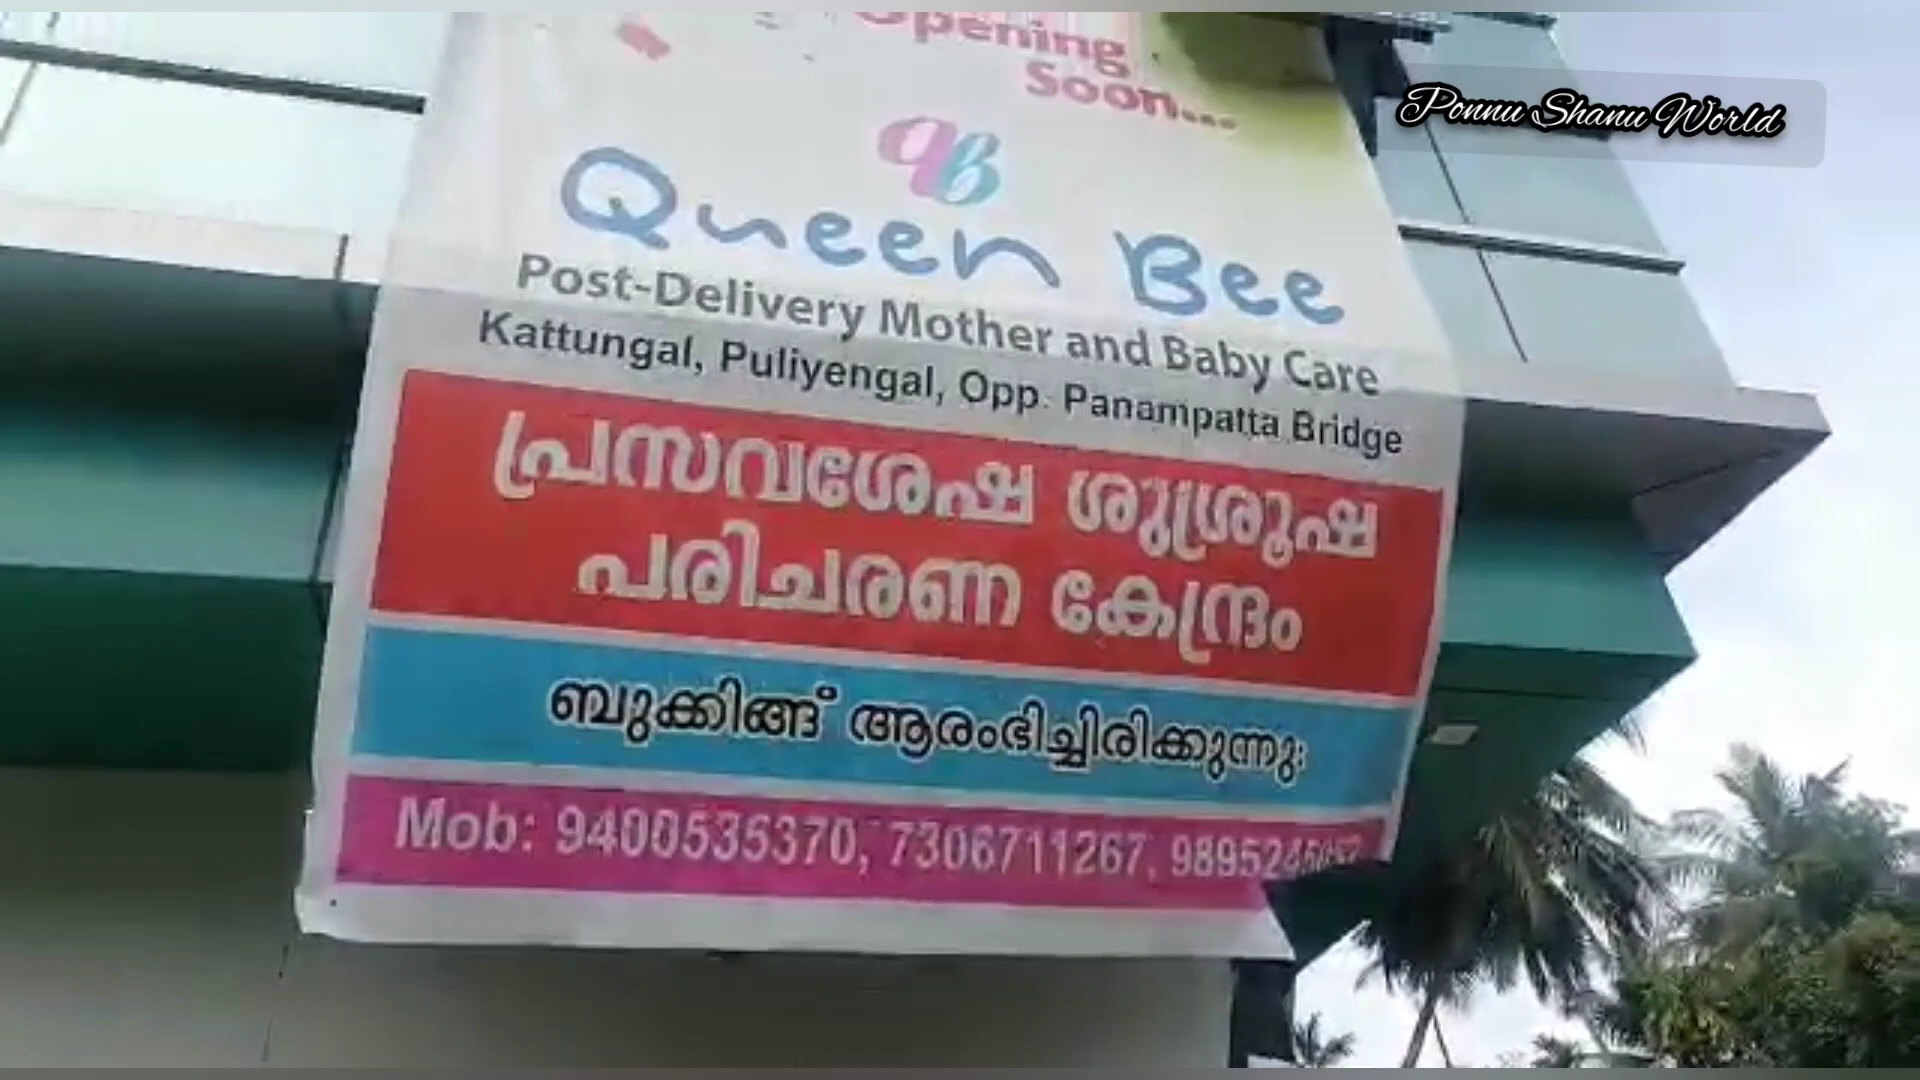 Opening
Soon...
Ponnu Shanu World
QB
Queen Bee
Post-Delivery Mother and Baby Care
Kattungal, Puliyengal, Opp. Panampatta Bridge
പ്രസവശേഷ ശുശ്രൂഷ
പരിചരണ കേന്ദ്രം
ബുക്കിങ്ങ് ആരംഭിച്ചിരിക്കുന്നു:
Mob: 9400535370, 7306711267,